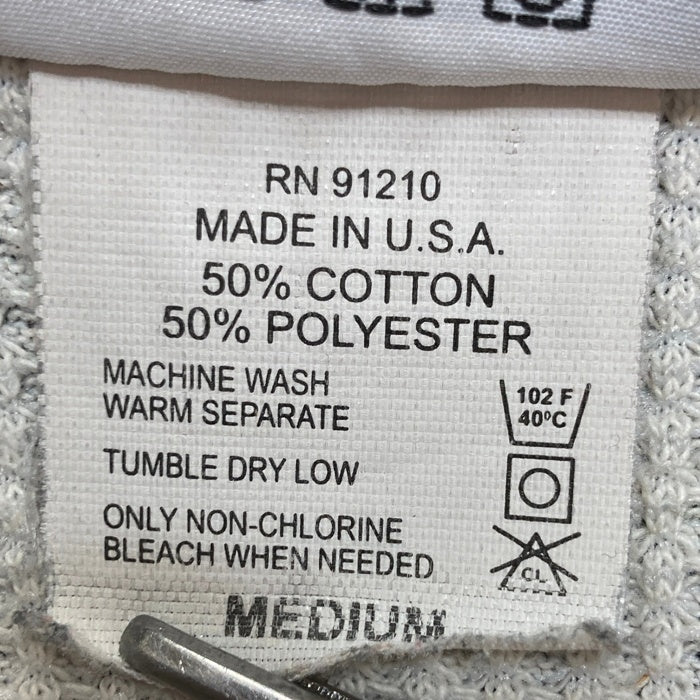 RN 91210
MADE IN U.S.A.
50% COTTON
50% POLYESTER
MACHINE WASH
WARM SEPARATE
102 F
40°C
TUMBLE DRY LOW
ONLY NON-CHLORINE
BLEACH WHEN NEEDED
CL
MEDIUM